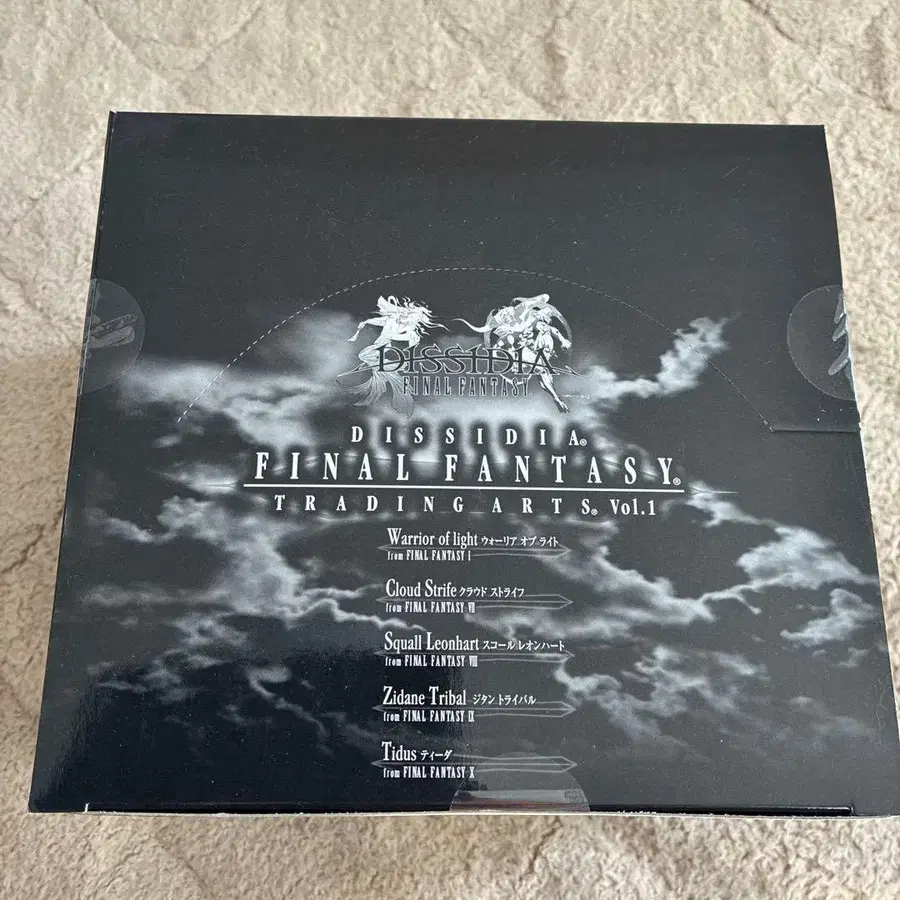 DISSIDIA
FINAL FANTASY
DISSIDIA®
FINAL FANTASY®
TRADING ARTS® Vol.1
Warrior of light ウォーリア オブ ライト
from FINAL FANTASY I
Cloud Strife クラウド ストライフ
from FINAL FANTASY VII
Squall Leonhart スコール レオンハート
from FINAL FANTASY VIII
Zidane Tribal ジタン トライバル
from FINAL FANTASY IX
Tidus ティーダ
from FINAL FANTASY X